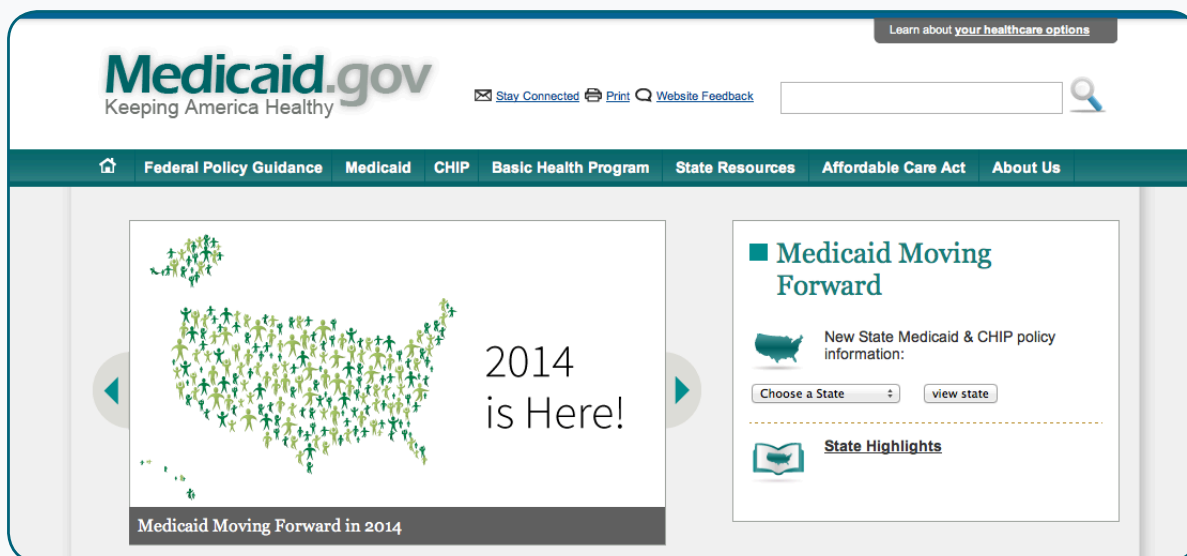 Learn about your healthcare options
Medicaid.gov
Keeping America Healthy
Stay Connected Print Website Feedback
Federal Policy Guidance Medicaid CHIP Basic Health Program State Resources Affordable Care Act About Us
2014
is Here!
Medicaid Moving Forward in 2014
Medicaid Moving
Forward
New State Medicaid & CHIP policy
information:
Choose a State view state
State Highlights